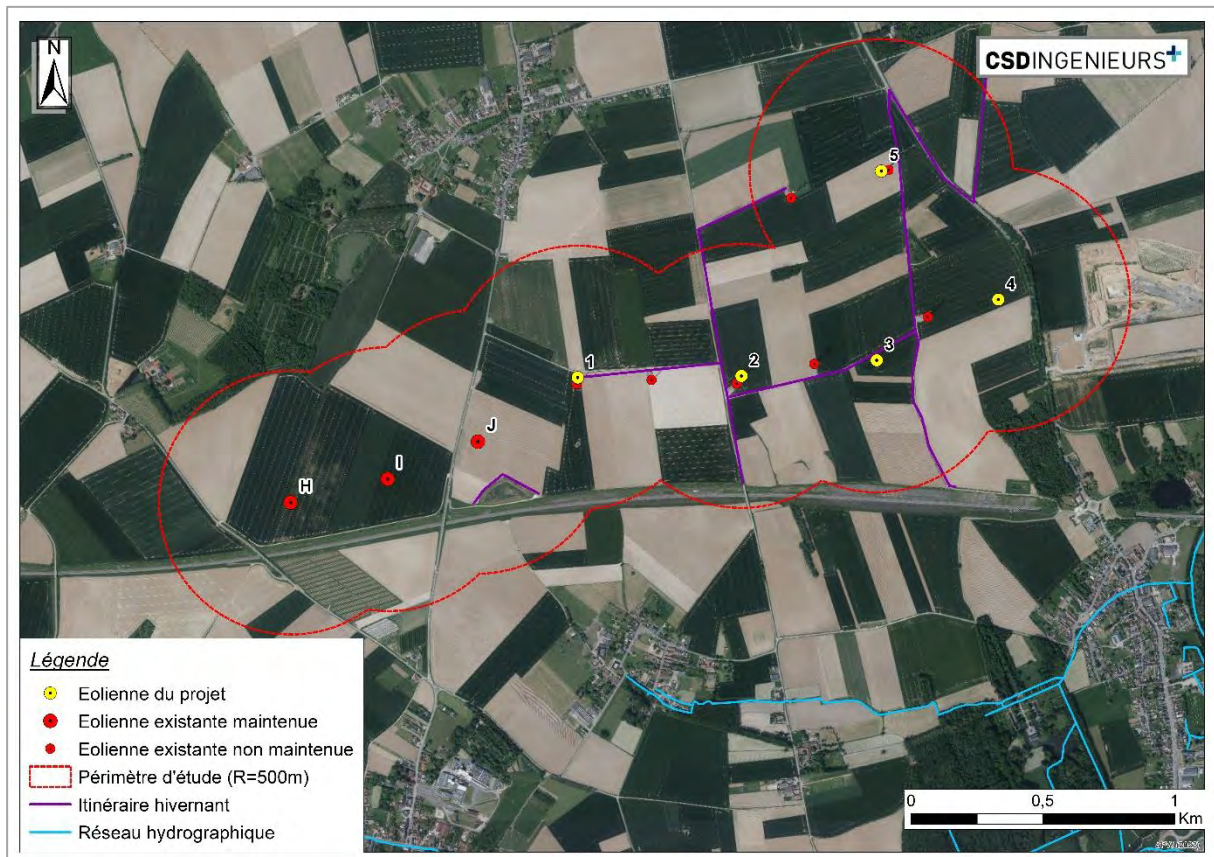 N
CSDINGENIEURS+
5
4
1
2
3
J
I
H
Légende
Eolienne du projet
Eolienne existante maintenue
Eolienne existante non maintenue
Périmètre d'étude (R=500m)
Itinéraire hivernant
Réseau hydrographique
0 0,5 1
Km